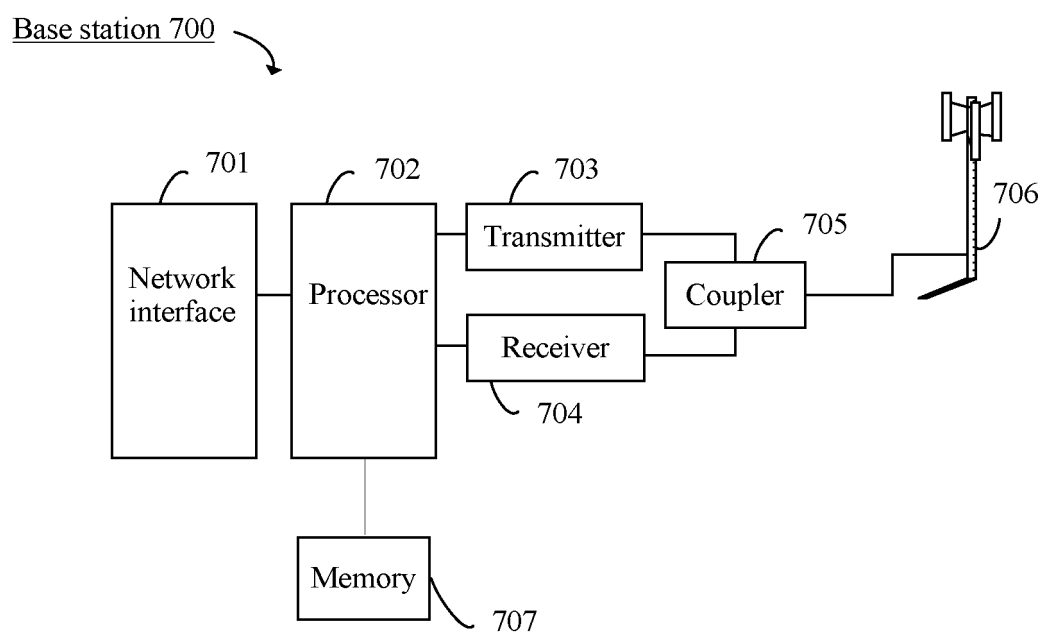 Base station 700
701
702
703
705
706
Network
interface
Processor
Transmitter
Coupler
Receiver
704
Memory
707